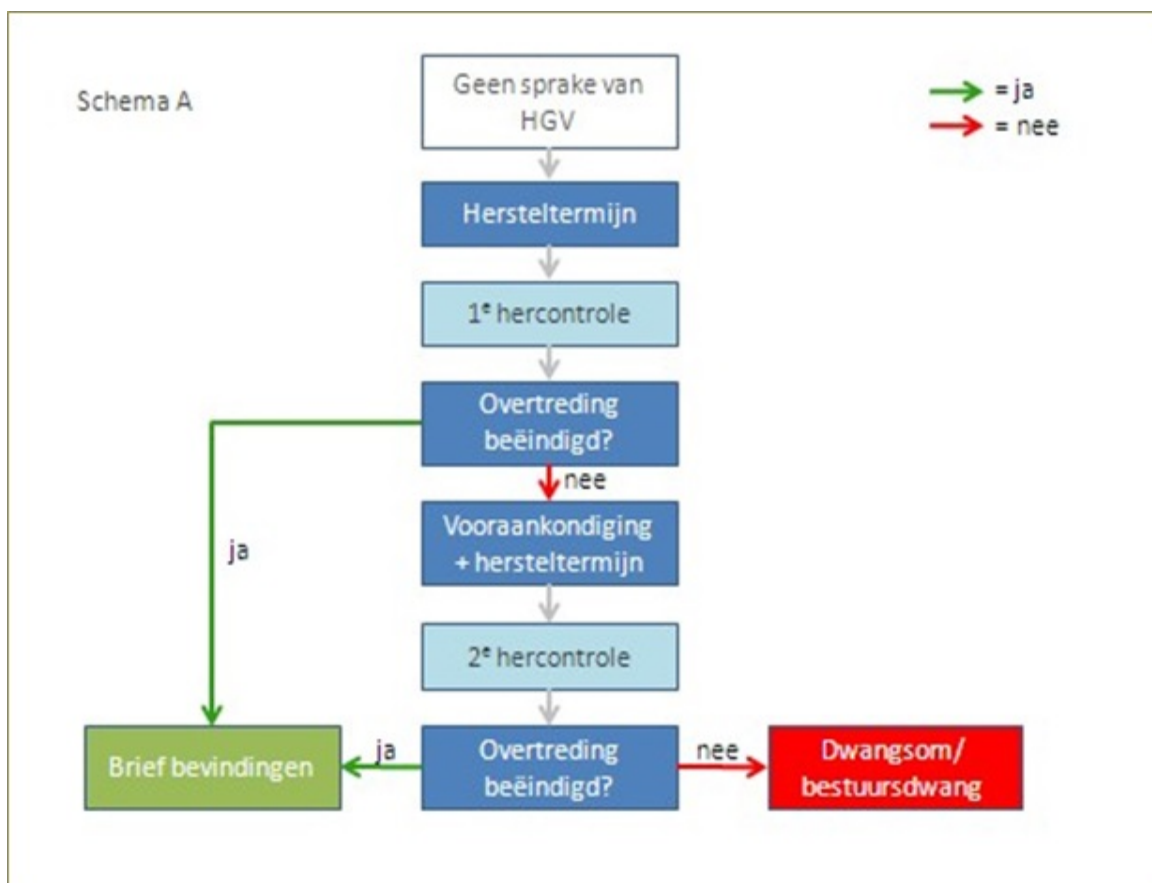 Schema A
Geen sprake van
HGV
= ja
= nee
Hersteltermijn
1e hercontrole
Overtreding
beëindigd?
nee
ja
Vooraankondiging
+ hersteltermijn
2e hercontrole
Brief bevindingen
ja
Overtreding
beëindigd?
nee
Dwangsom/
bestuursdwang